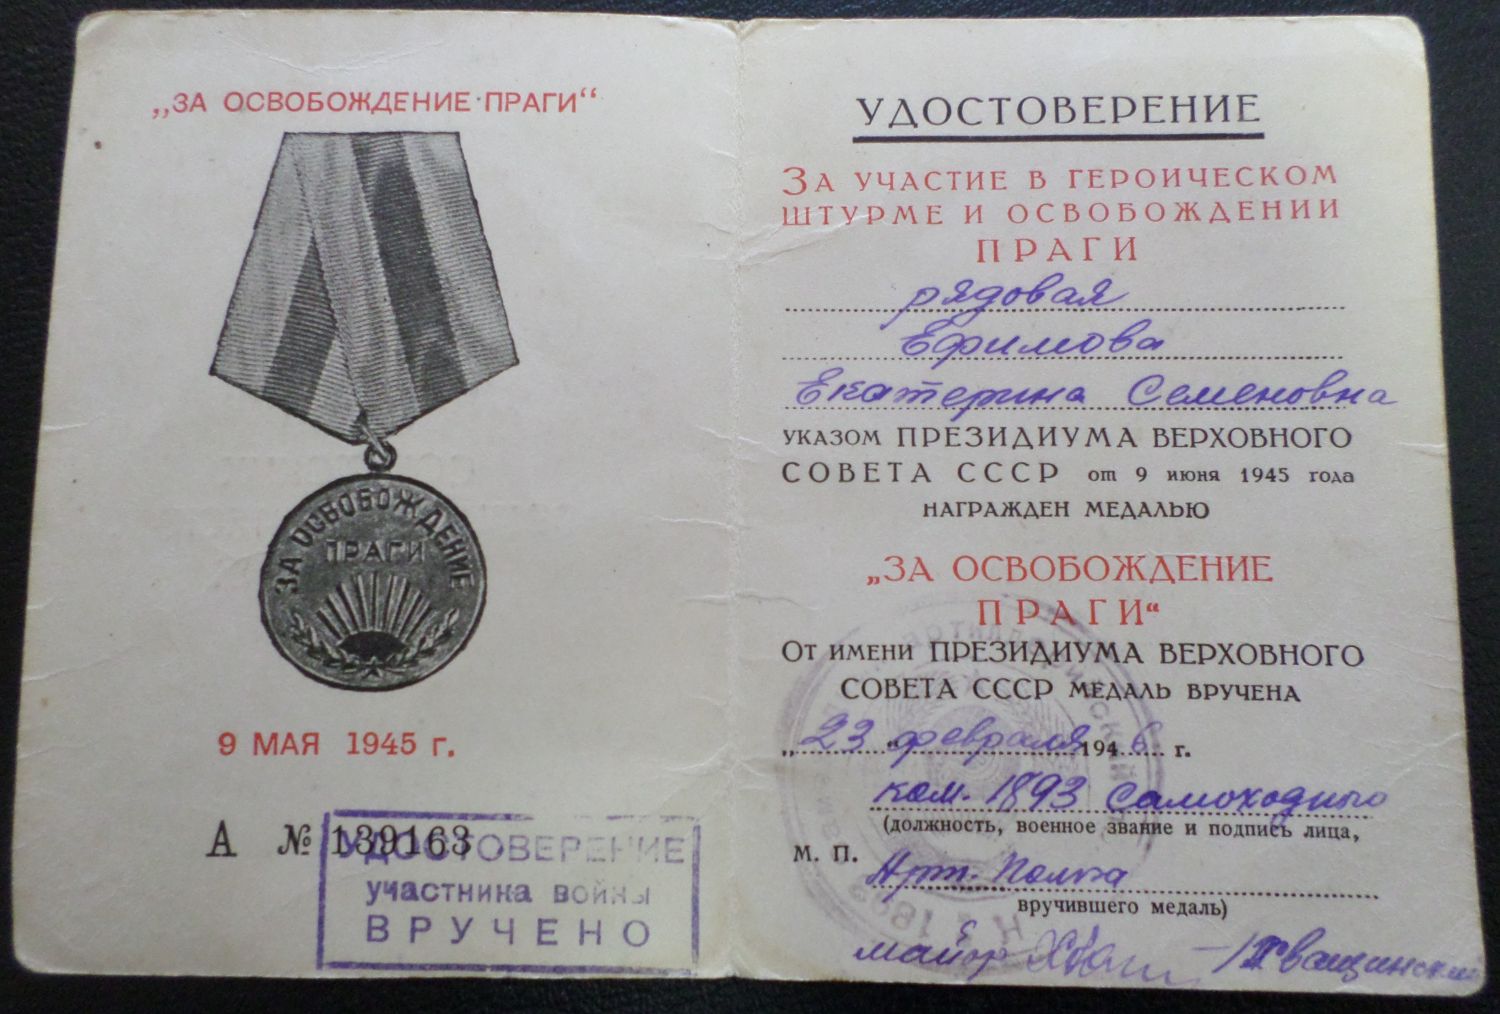 „ЗА ОСВОБОЖДЕНИЕ ПРАГИ“
ЗА ОСВОБОЖДЕНИЕ
ПРАГИ
9 МАЯ 1945 г.
А № 139163
УДОСТОВЕРЕНИЕ
участника войны
ВРУЧЕНО
УДОСТОВЕРЕНИЕ
ЗА УЧАСТИЕ В ГЕРОИЧЕСКОМ
ШТУРМЕ И ОСВОБОЖДЕНИИ
ПРАГИ
рядовая
Ефимова
Екатерина Семеновна
УКАЗОМ ПРЕЗИДИУМА ВЕРХОВНОГО
СОВЕТА СССР от 9 июня 1945 года
НАГРАЖДЕН МЕДАЛЬЮ
„ЗА ОСВОБОЖДЕНИЕ
ПРАГИ“
ОТ ИМЕНИ ПРЕЗИДИУМА ВЕРХОВНОГО
СОВЕТА СССР МЕДАЛЬ ВРУЧЕНА
„23 “ февраля 1946 г.
ком. 1893 самоходного
(должность, военное звание и подпись лица,
М. П.
Арт. Полка
вручившего медаль)
майор